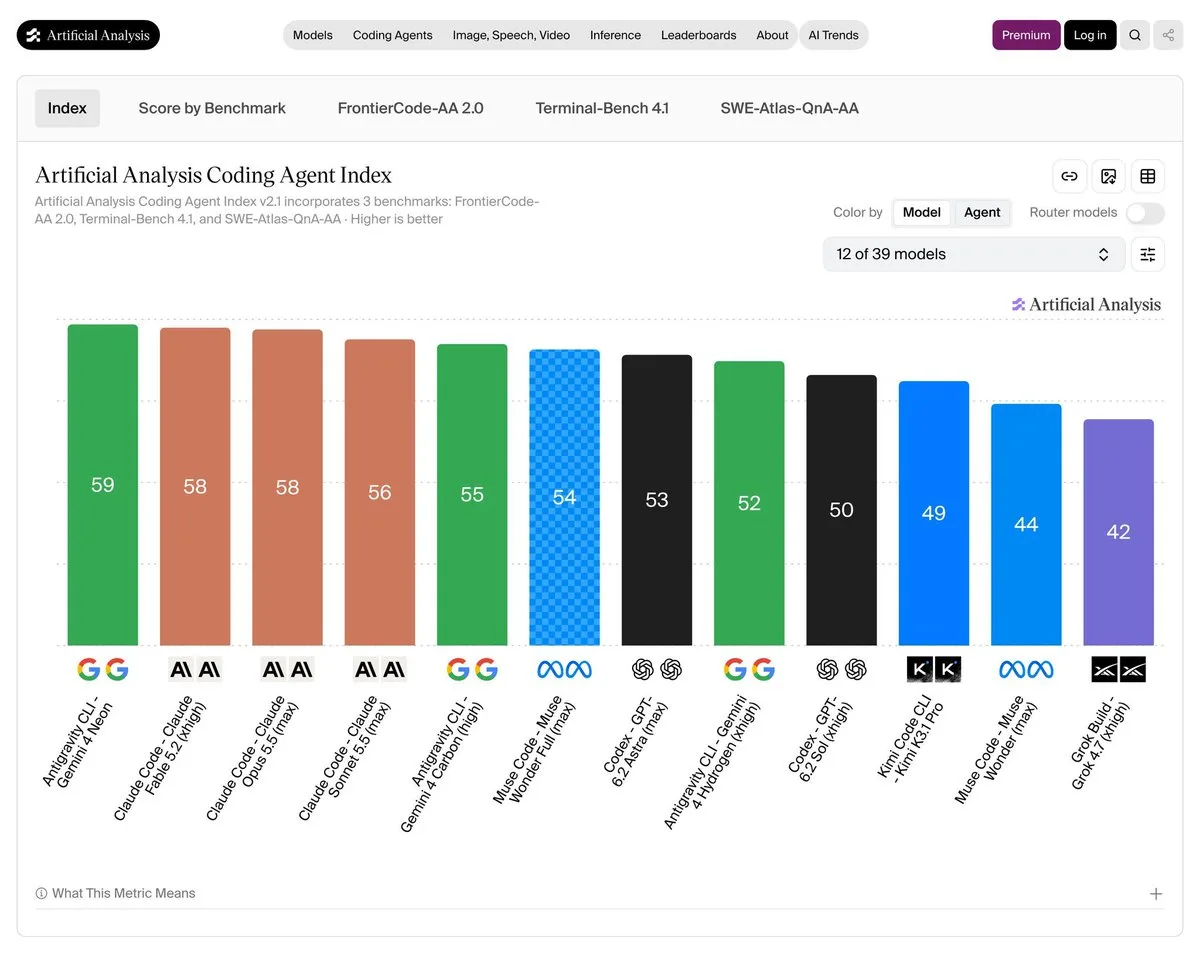 Artificial Analysis
Models
Coding Agents
Image, Speech, Video
Inference
Leaderboards
About
AI Trends
Premium
Log in
Index
Score by Benchmark
FrontierCode-AA 2.0
Terminal-Bench 4.1
SWE-Atlas-QnA-AA
Artificial Analysis Coding Agent Index
Artificial Analysis Coding Agent Index v2.1 incorporates 3 benchmarks: FrontierCode-
AA 2.0, Terminal-Bench 4.1, and SWE-Atlas-QnA-AA · Higher is better
Color by
Model
Agent
Router models
12 of 39 models
Artificial Analysis
59
58
58
56
55
54
53
52
50
49
44
42
Antigravity CLI -
Gemini 4 Neon
Claude Code - Claude
Fable 5.2 (xhigh)
Claude Code - Claude
Opus 5.5 (max)
Claude Code - Claude
Sonnet 5.5 (max)
Antigravity CLI -
Gemini 4 Carbon (high)
Muse Code - Muse
Wonder Full (max)
Codex - GPT-
6.2 Astra (max)
Antigravity CLI - Gemini
4 Hydrogen (xhigh)
Codex - GPT-
6.2 Sol (xhigh)
Kimi Code CLI
- Kimi K3.1 Pro
Muse Code - Muse
Wonder (max)
Grok Build -
Grok 4.7 (xhigh)
What This Metric Means